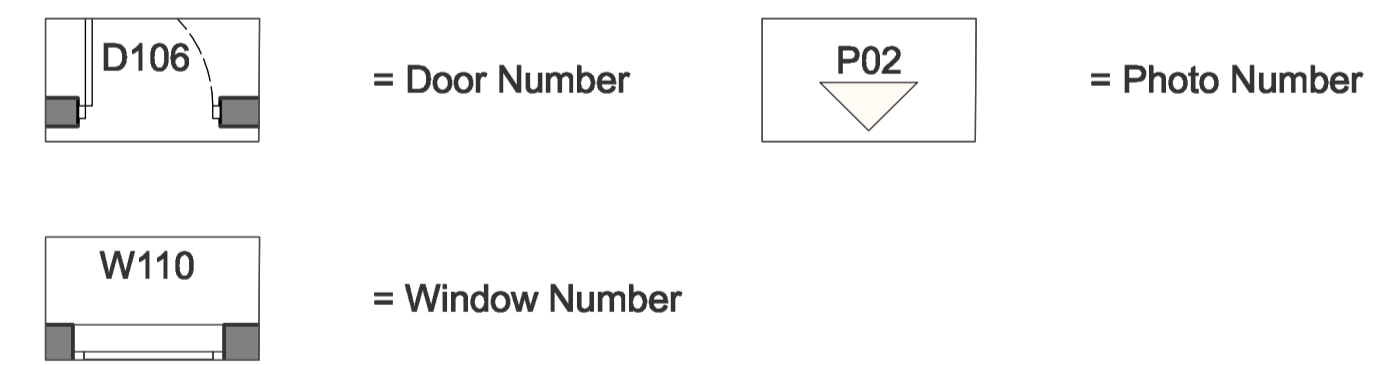 D106
= Door Number
P02
= Photo Number
W110
= Window Number